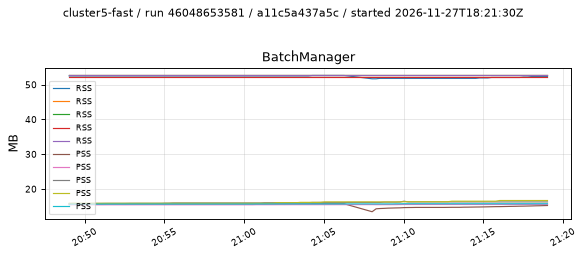 cluster5-fast / run 46048653581 / a11c5a437a5c / started 2026-11-27T18:21:30Z
BatchManager
MB
50
40
30
20
RSS
RSS
RSS
RSS
RSS
PSS
PSS
PSS
PSS
PSS
20:50
20:55
21:00
21:05
21:10
21:15
21:20